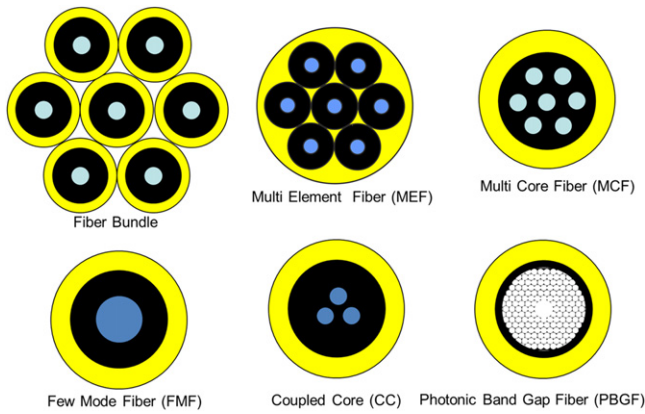 Fiber Bundle
Multi Element Fiber (MEF)
Multi Core Fiber (MCF)
Few Mode Fiber (FMF)
Coupled Core (CC)
Photonic Band Gap Fiber (PBGF)